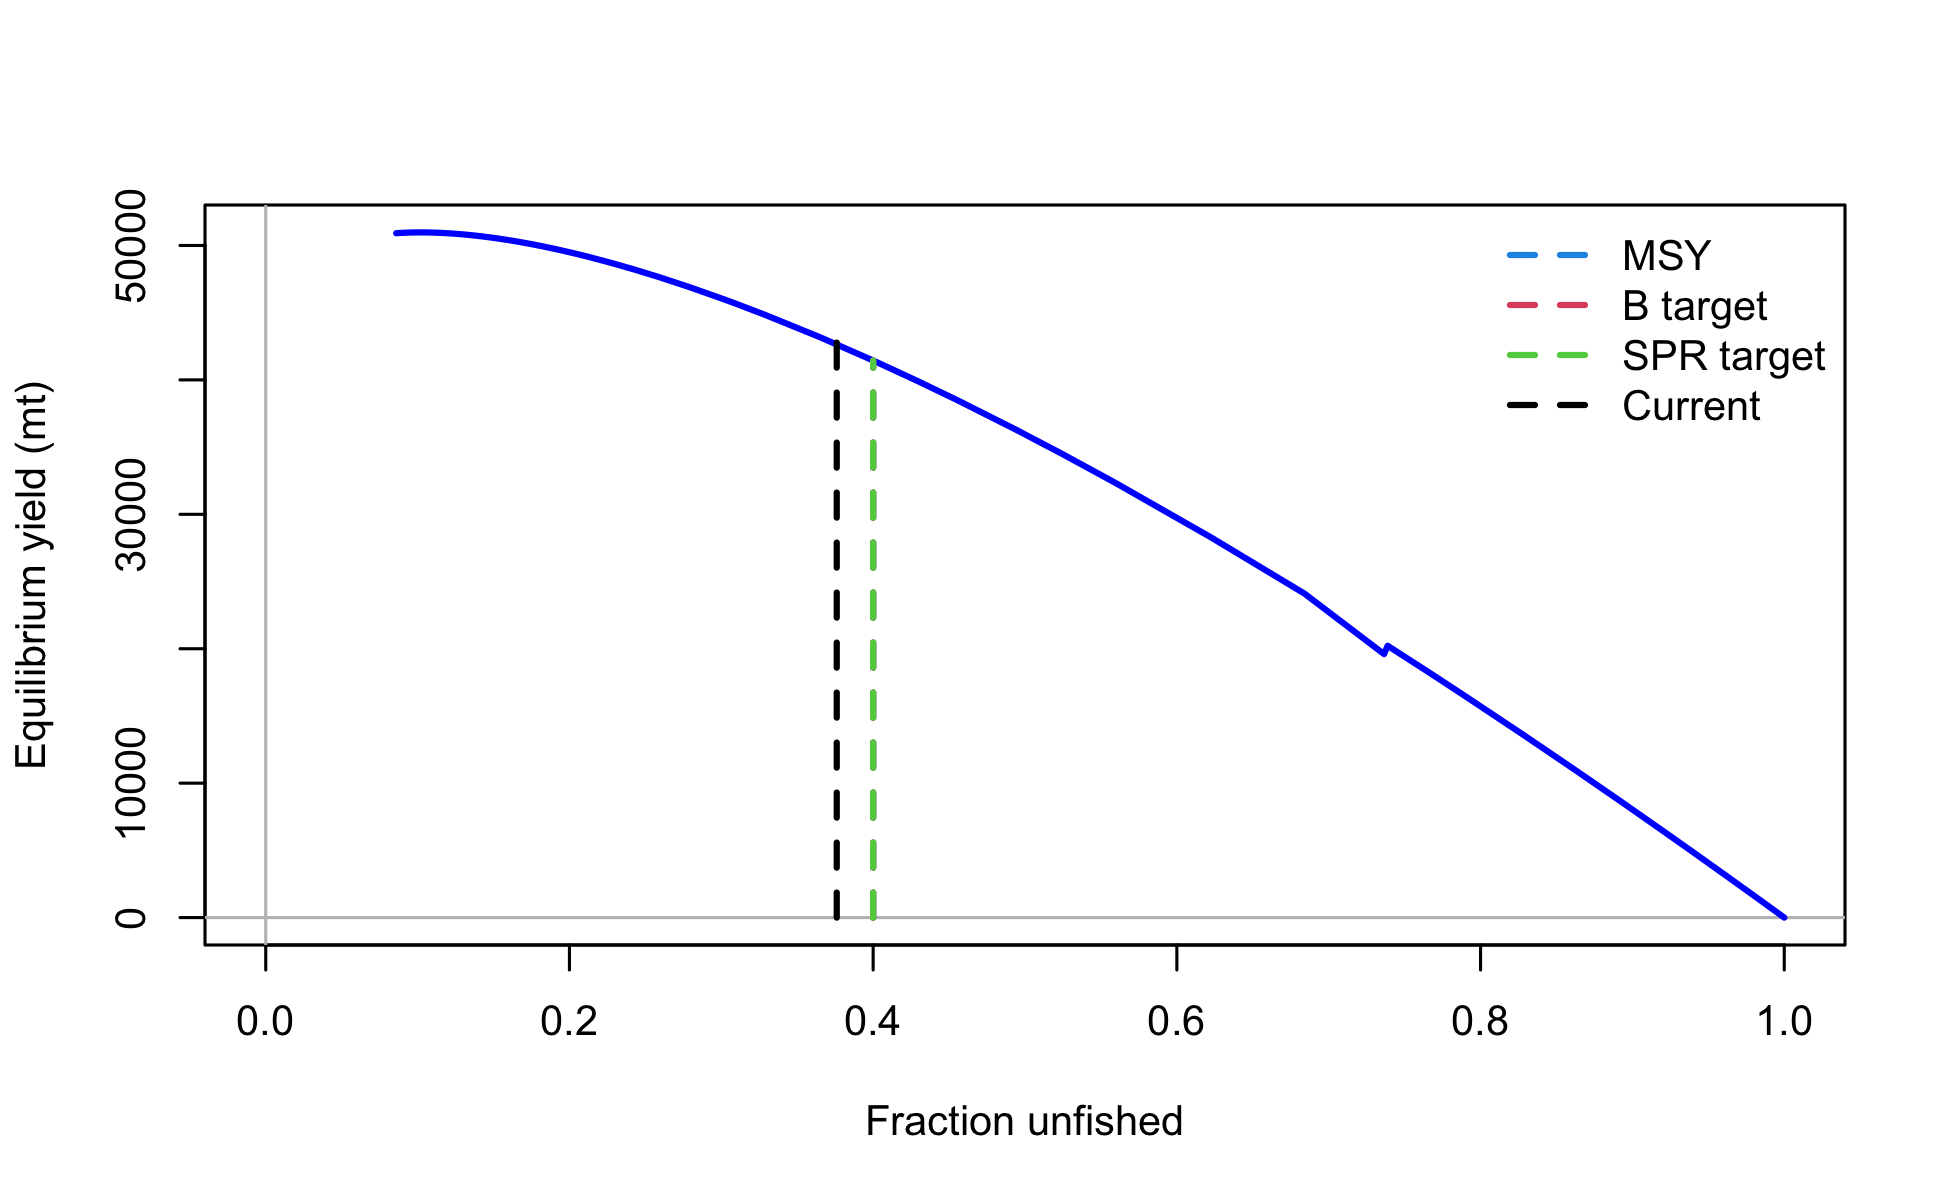 Equilibrium yield (mt)
50000
30000
10000
0
MSY
B target
SPR target
Current
0.0 0.2 0.4 0.6 0.8 1.0
Fraction unfished